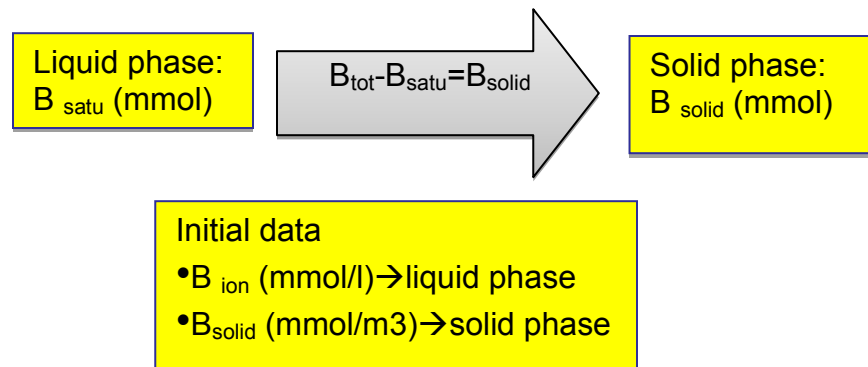 Liquid phase:
B satu (mmol)
Btot-Bsatu=Bsolid
Solid phase:
B solid (mmol)
Initial data
•B ion (mmol/l)→liquid phase
•Bsolid (mmol/m3)→solid phase